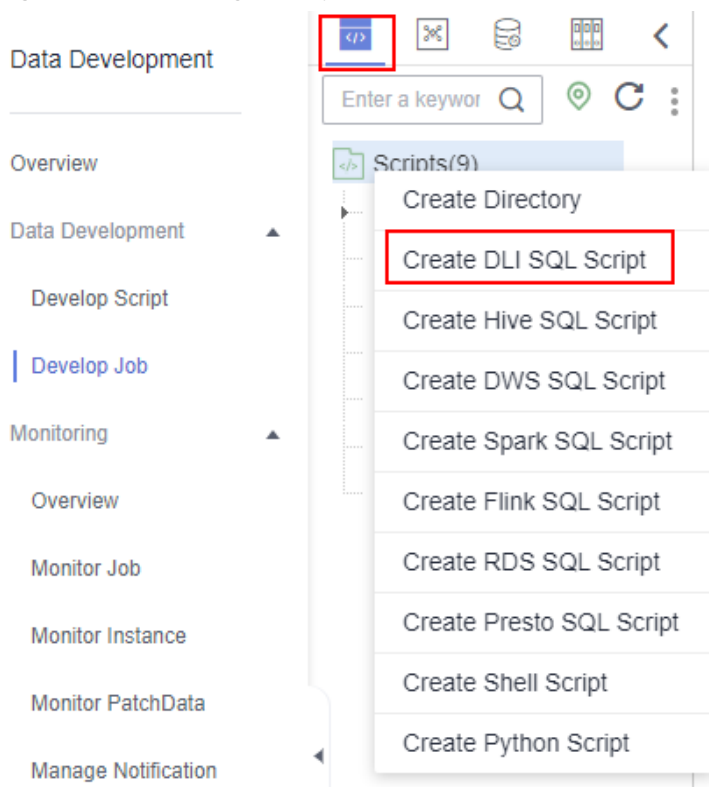 Data Development
Overview
Data Development
Develop Script
Develop Job
Monitoring
Overview
Monitor Job
Monitor Instance
Monitor PatchData
Manage Notification
</>
Enter a keywor
</> Scripts(9)
Create Directory
Create DLI SQL Script
Create Hive SQL Script
Create DWS SQL Script
Create Spark SQL Script
Create Flink SQL Script
Create RDS SQL Script
Create Presto SQL Script
Create Shell Script
Create Python Script